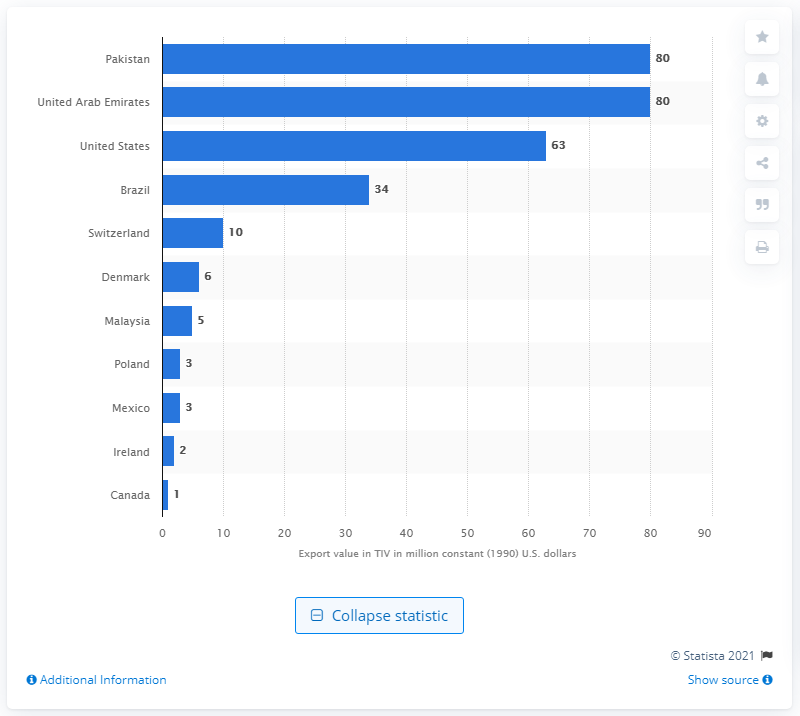 Pakistan 80
United Arab Emirates 80
United States 63
Brazil 34
Switzerland 10
Denmark 6
Malaysia 5
Poland 3
Mexico 3
Ireland 2
Canada 1
0 10 20 30 40 50 60 70 80 90
Export value in TIV in million constant (1990) U.S. dollars
Collapse statistic
© Statista 2021
Additional Information Show source